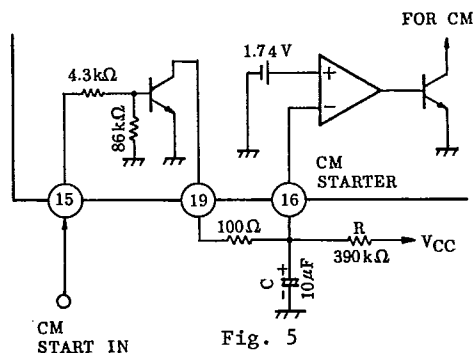 FOR CM
1.74 V
4.3kΩ
86kΩ
+
−
CM
STARTER
15
19
16
100Ω
R
390kΩ
VCC
C
+
-
10μF
CM
START IN
Fig. 5